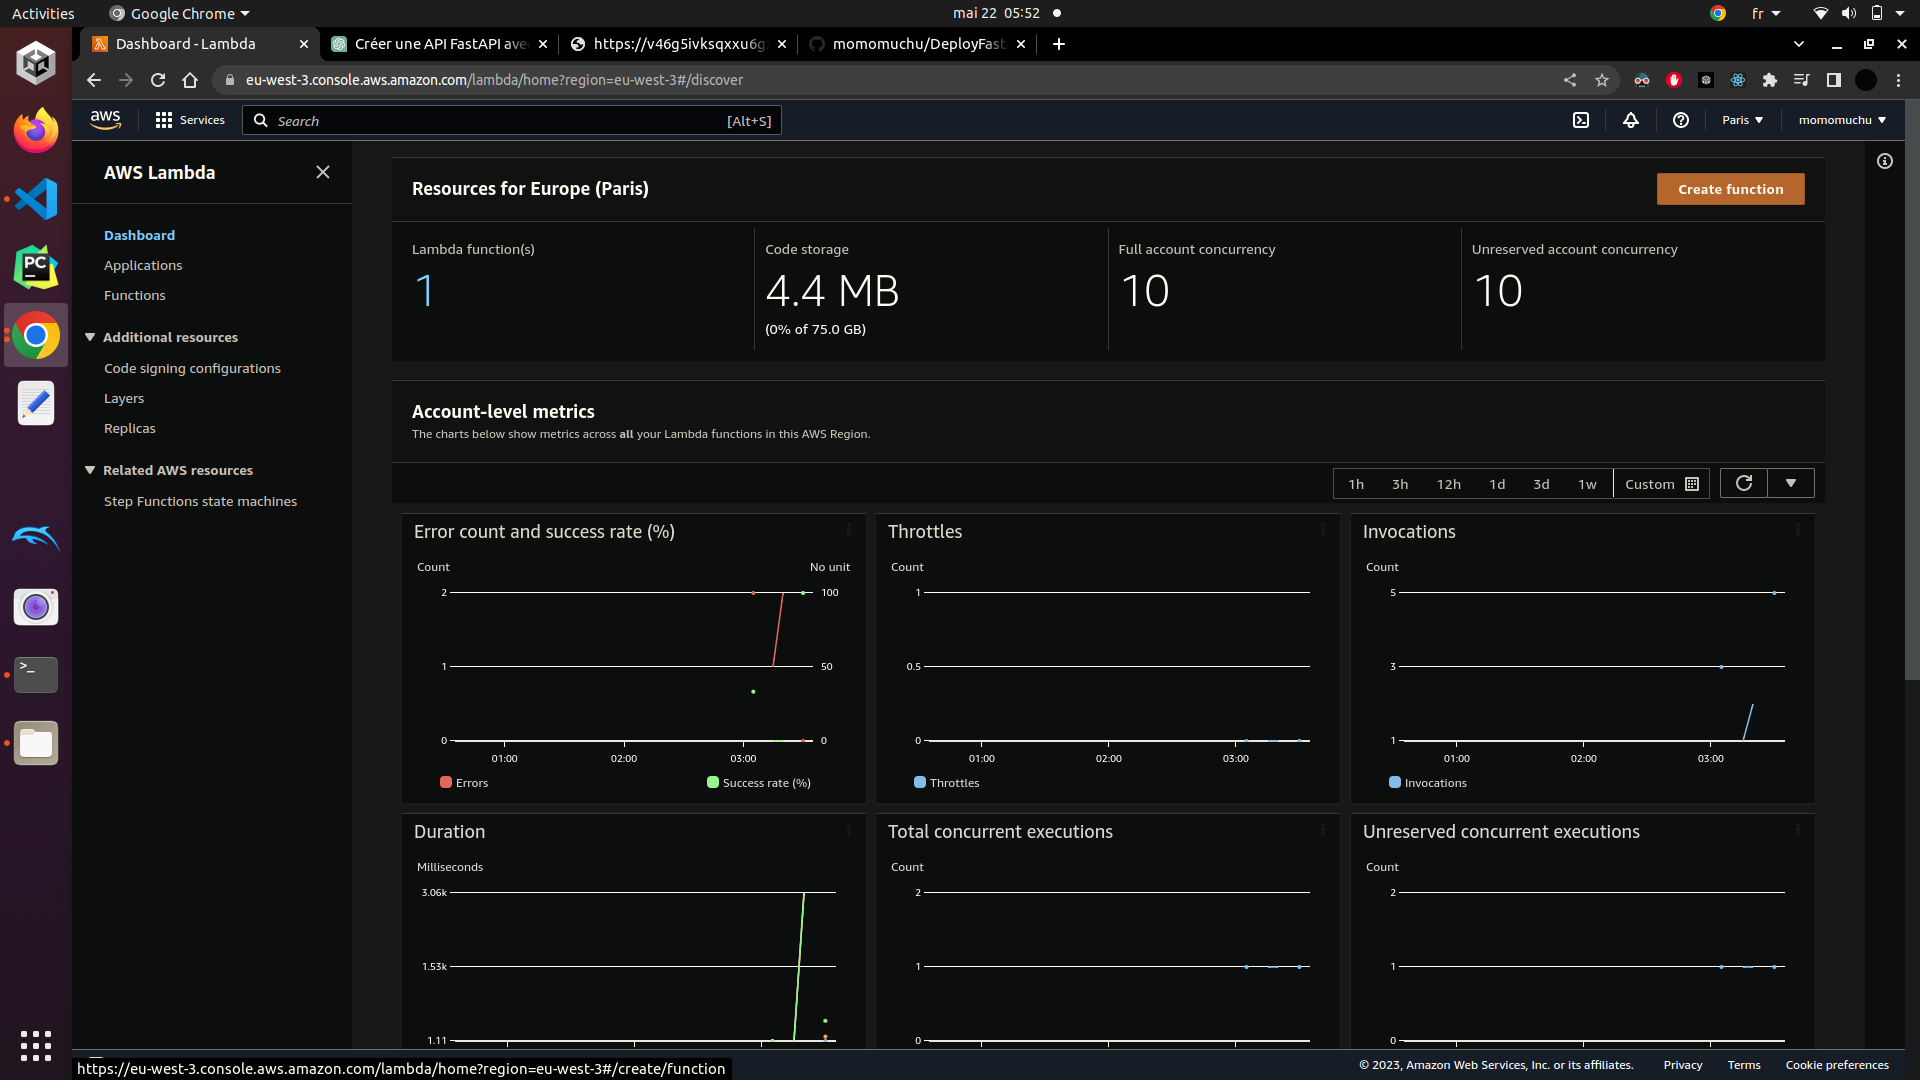 Activities
Google Chrome
mai 22 05:52
fr
Dashboard - Lambda
Créer une API FastAPI ave
https://v46g5ivksqxxu6g
momomuchu/DeployFast
eu-west-3.console.aws.amazon.com/lambda/home?region=eu-west-3#/discover
aws
Services
Search
[Alt+S]
Paris
momomuchu
AWS Lambda
Dashboard
Applications
Functions
Additional resources
Code signing configurations
Layers
Replicas
Related AWS resources
Step Functions state machines
Resources for Europe (Paris)
Create function
Lambda function(s)
1
Code storage
4.4 MB
(0% of 75.0 GB)
Full account concurrency
10
Unreserved account concurrency
10
Account-level metrics
The charts below show metrics across all your Lambda functions in this AWS Region.
1h 3h 12h 1d 3d 1w Custom
Error count and success rate (%)
Count
No unit
2
100
1
50
0
0
01:00 02:00 03:00
Errors
Success rate (%)
Throttles
Count
1
0.5
0
01:00 02:00 03:00
Throttles
Invocations
Count
5
3
1
01:00 02:00 03:00
Invocations
Duration
Milliseconds
3.06k
1.53k
1.11
Total concurrent executions
Count
2
1
0
Unreserved concurrent executions
Count
2
1
0
https://eu-west-3.console.aws.amazon.com/lambda/home?region=eu-west-3#/create/function
© 2023, Amazon Web Services, Inc. or its affiliates.
Privacy
Terms
Cookie preferences
PC
>_